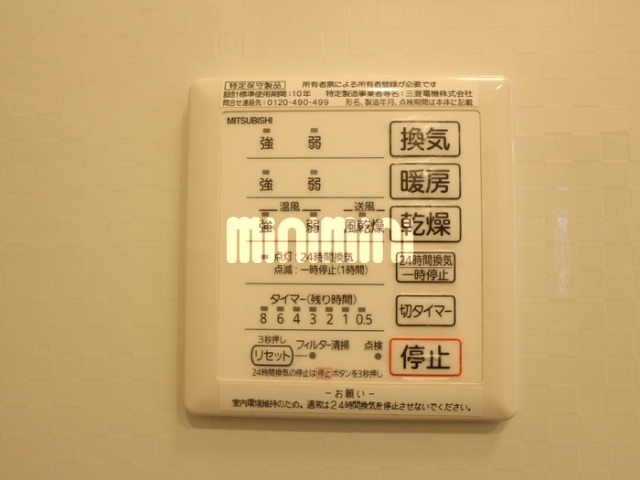 特定保守製品 所有者票による所有者登録が必要です
設計標準使用期間:10年 特定製造事業者等名:三菱電機株式会社
問合せ連絡先:0120-490-499 形名、製造年月、点検期間は本体に記載
MITSUBISHI
強 弱 換気
強 弱 暖房
温風 送風
強 弱 風乾燥 乾燥
minimini
点灯:24時間換気
点滅:一時停止(1時間)
24時間換気
一時停止
タイマー(残り時間)
8 6 4 3 2 1 0.5
切タイマー
3秒押し
リセット フィルター清掃 点検
停止
24時間換気の停止は停止ボタンを3秒押し
-お願い-
室内環境維持のため、通常は24時間換気を停止させないでください。